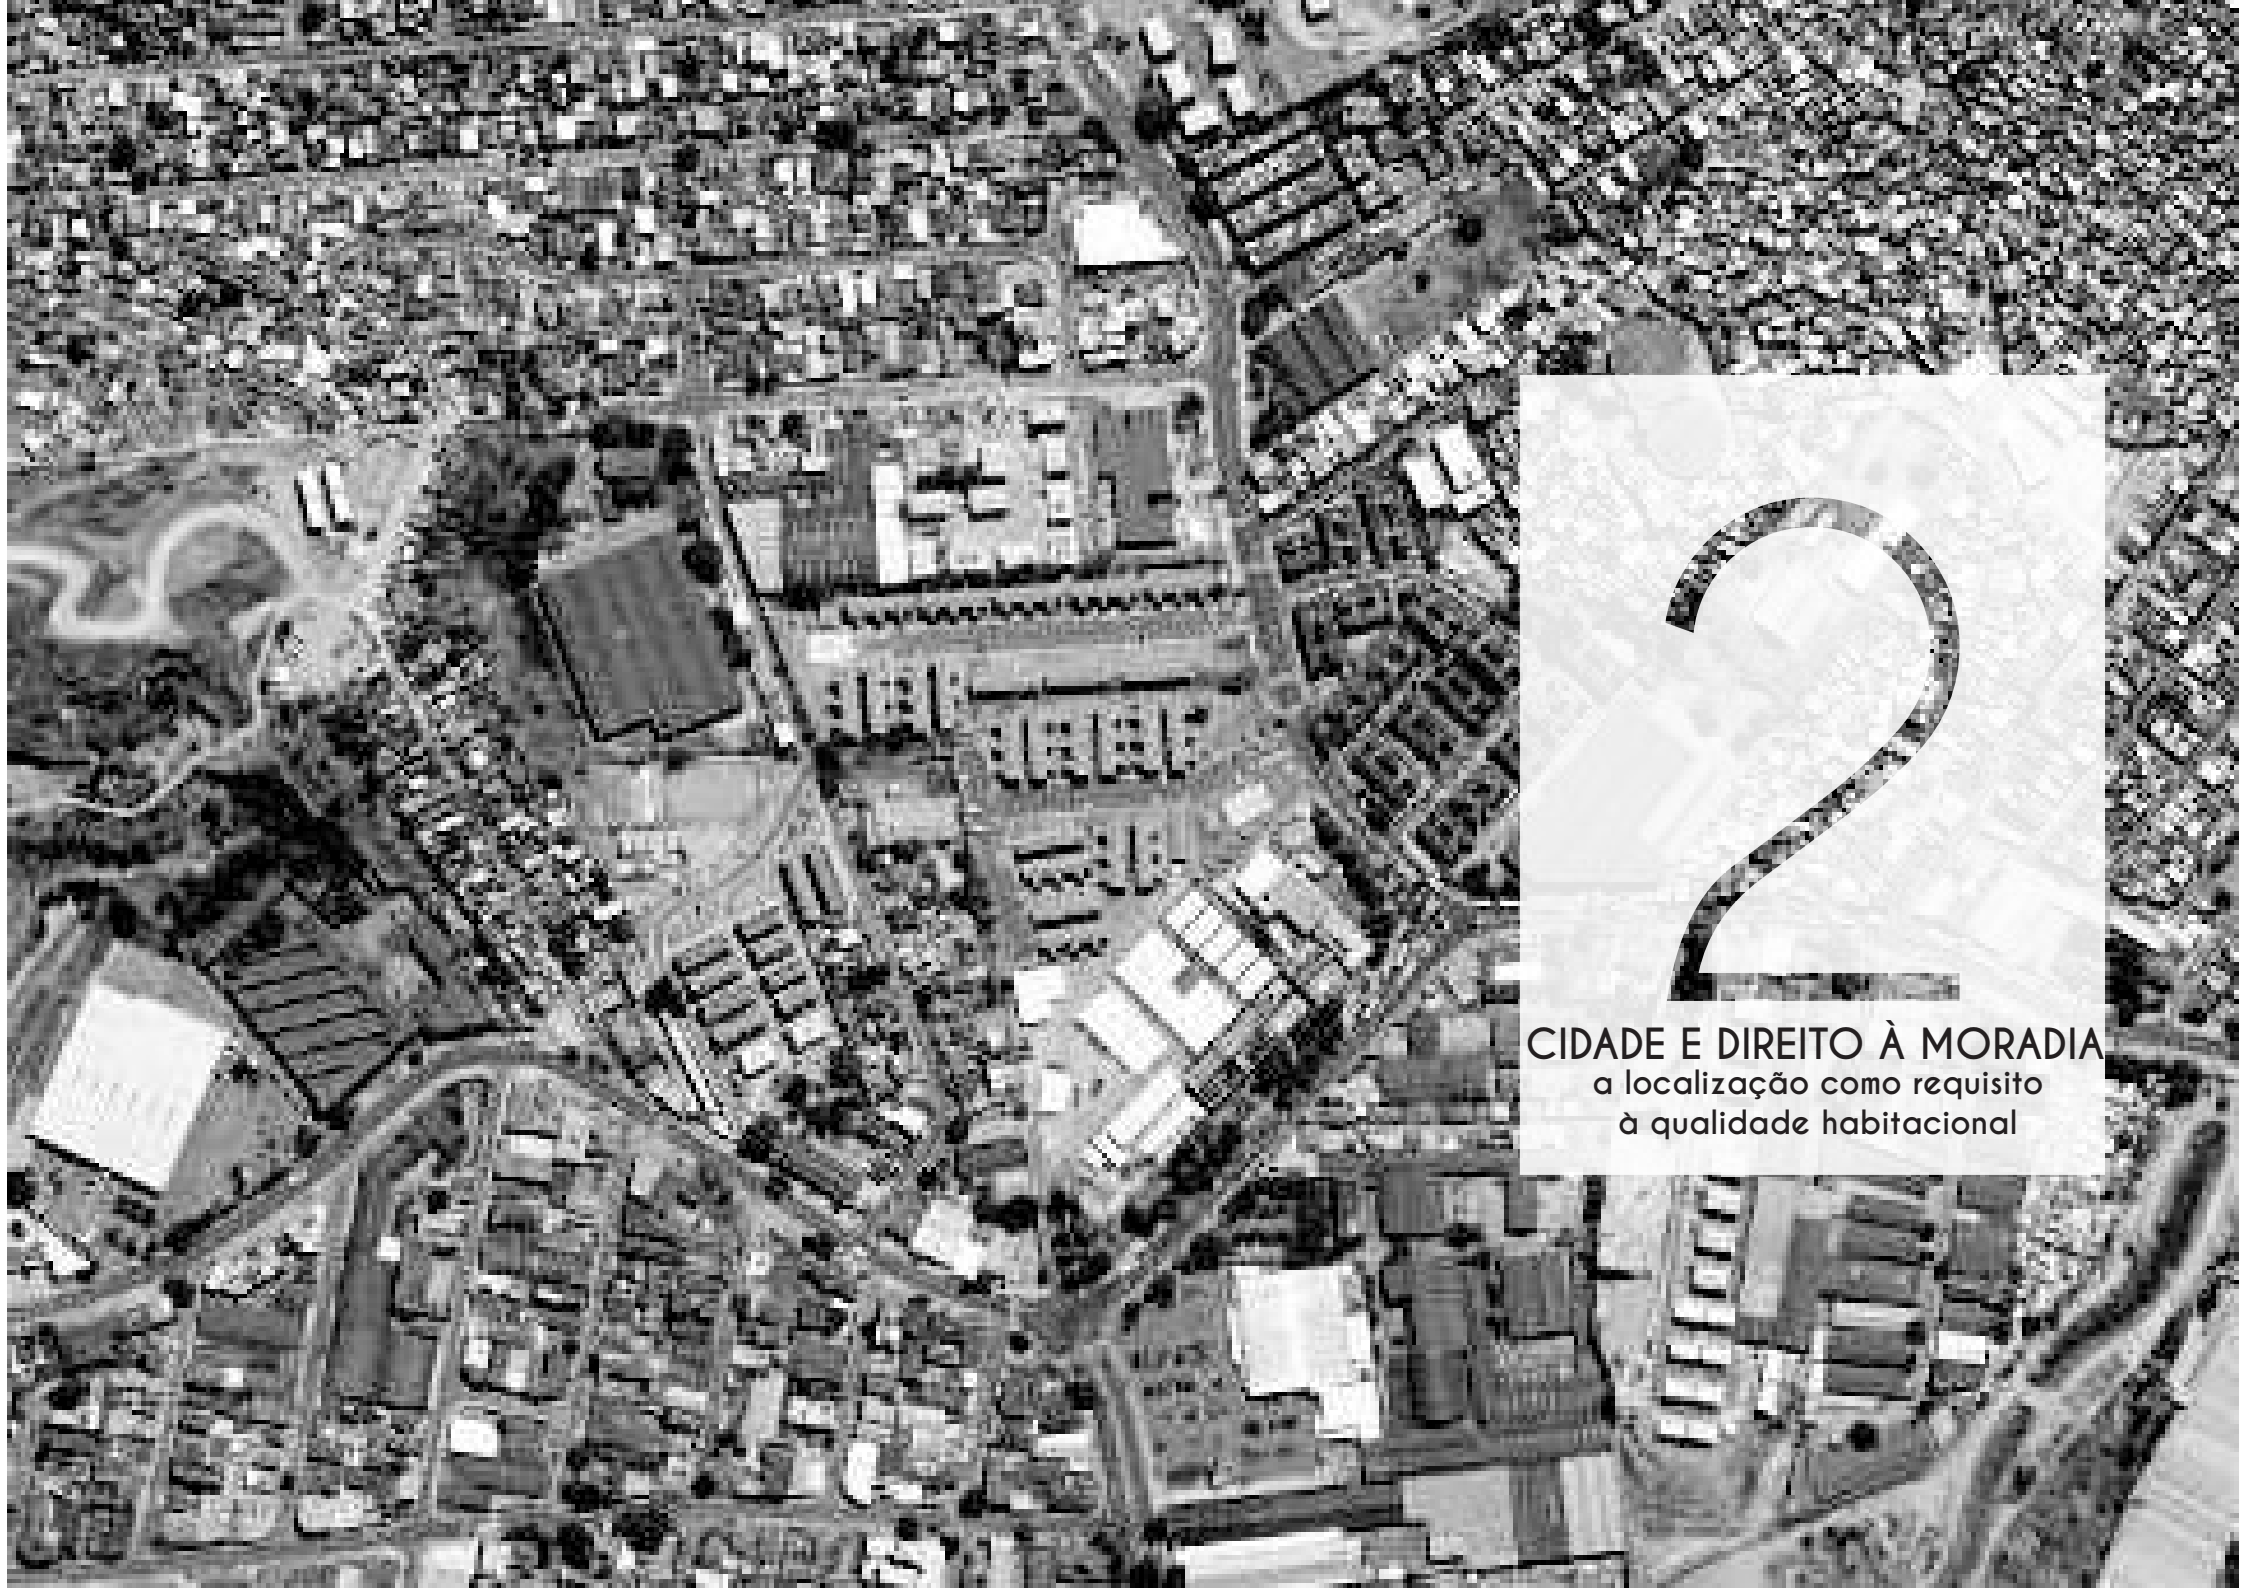 2
CIDADE E DIREITO À MORADIA
a localização como requisito
à qualidade habitacional